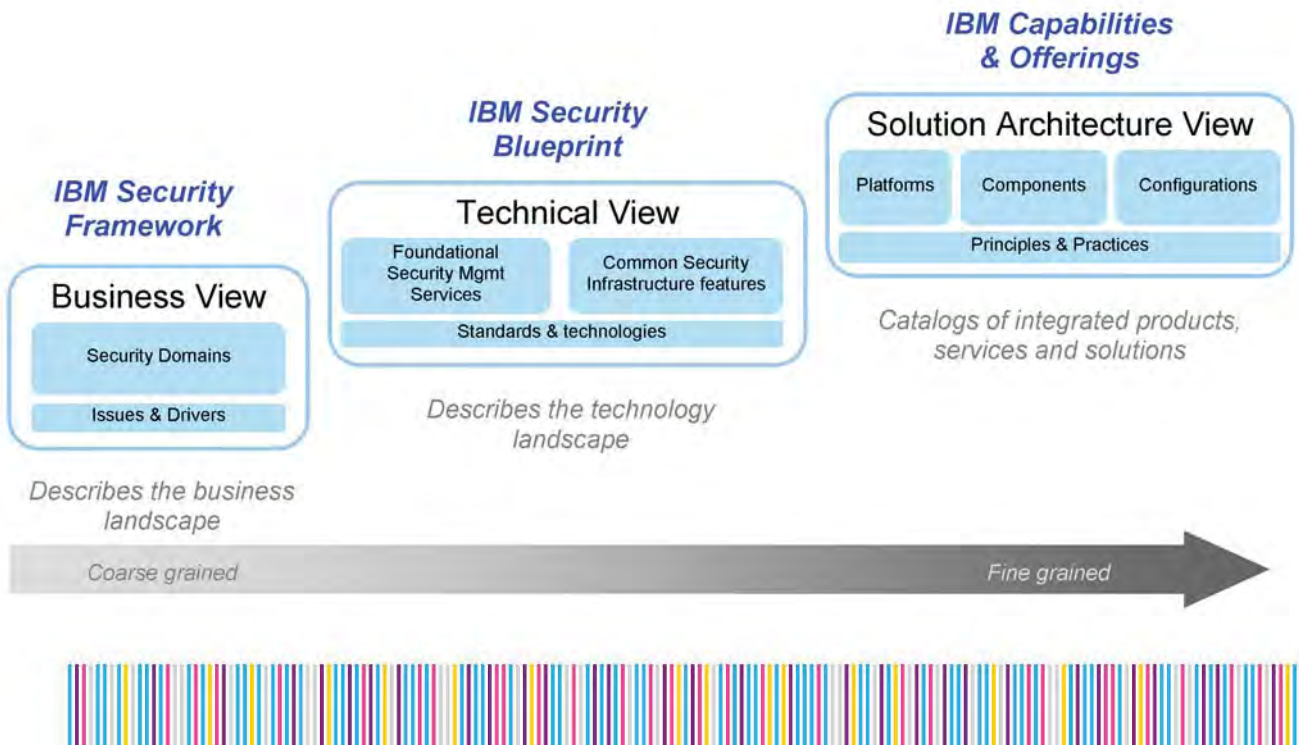 IBM Security
Framework
Business View
Security Domains
Issues & Drivers
Describes the business
landscape
IBM Security
Blueprint
Technical View
Foundational
Security Mgmt
Services
Common Security
Infrastructure features
Standards & technologies
Describes the technology
landscape
IBM Capabilities
& Offerings
Solution Architecture View
Platforms
Components
Configurations
Principles & Practices
Catalogs of integrated products,
services and solutions
Coarse grained
Fine grained